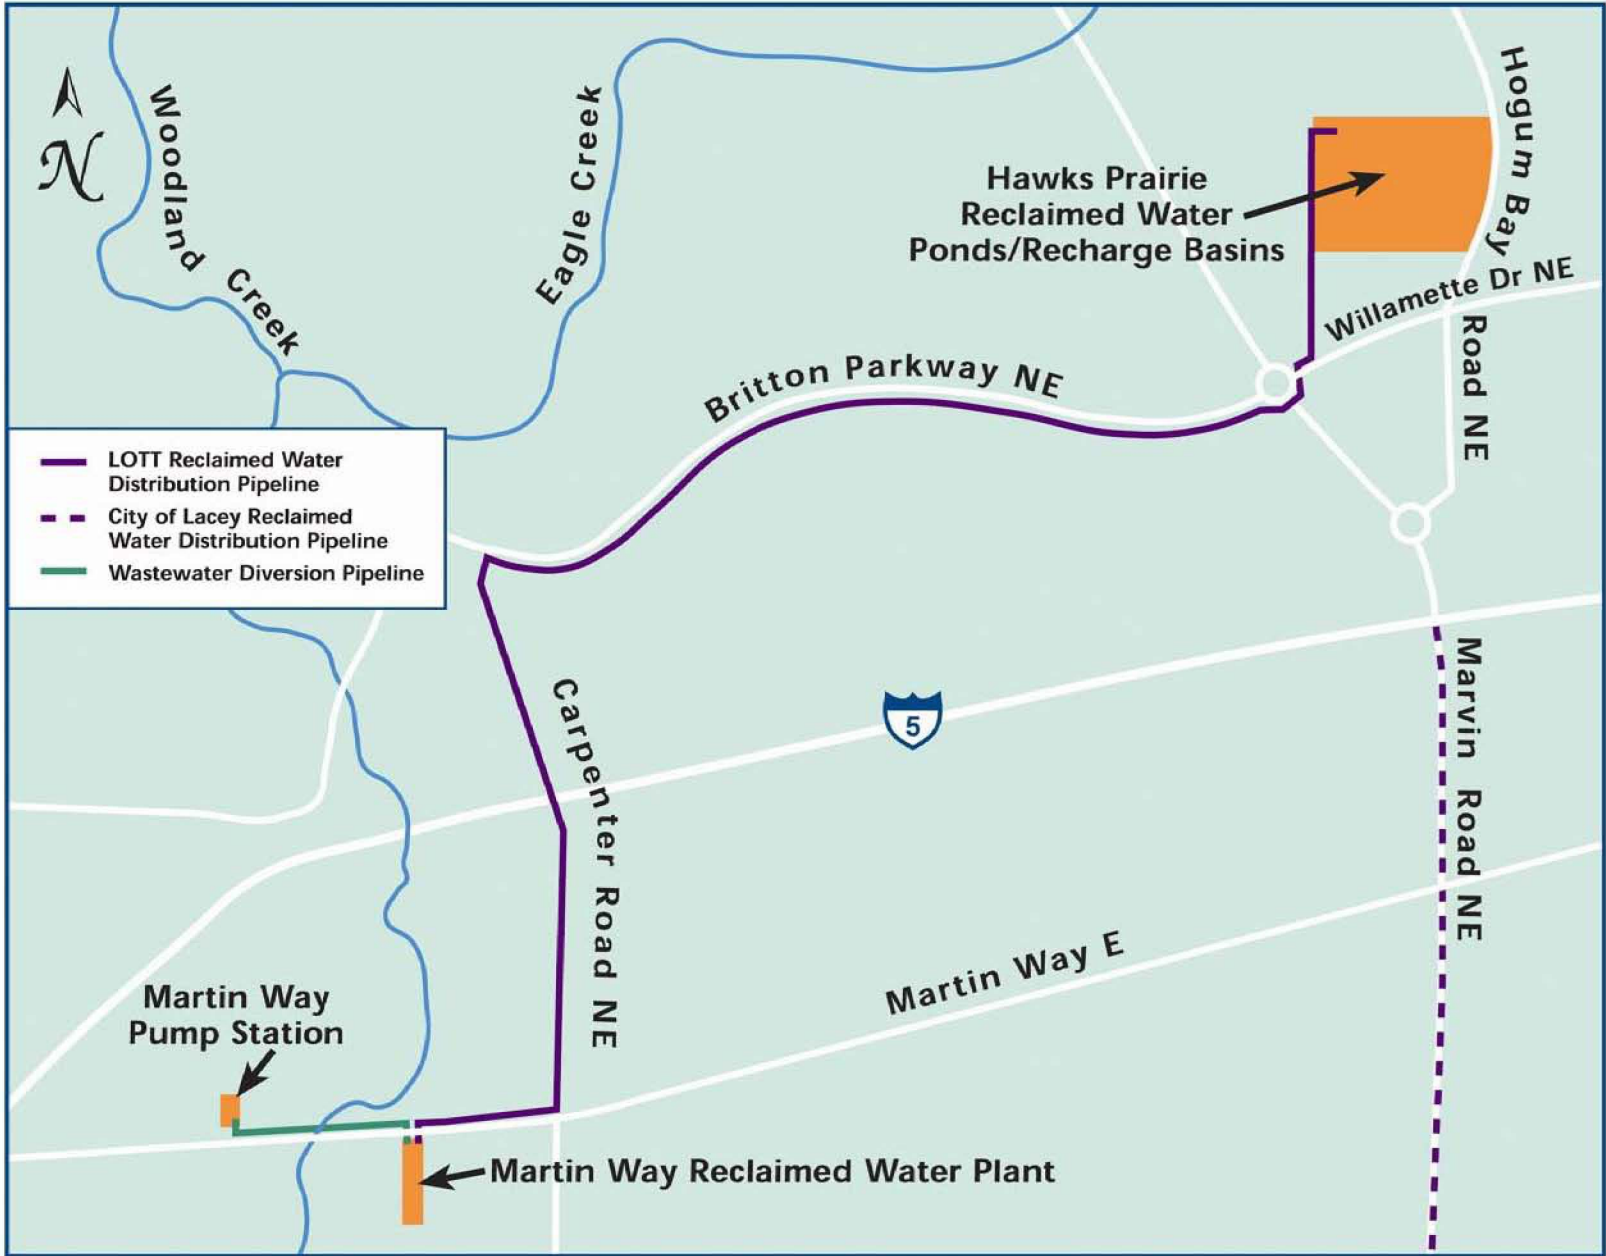 N
Woodland Creek
Eagle Creek
Hogum Bay
Road NE
Hawks Prairie
Reclaimed Water
Ponds/Recharge Basins
Willamette Dr NE
Britton Parkway NE
LOTT Reclaimed Water
Distribution Pipeline
City of Lacey Reclaimed
Water Distribution Pipeline
Wastewater Diversion Pipeline
Carpenter Road NE
5
Marvin Road NE
Martin Way E
Martin Way
Pump Station
Martin Way Reclaimed Water Plant